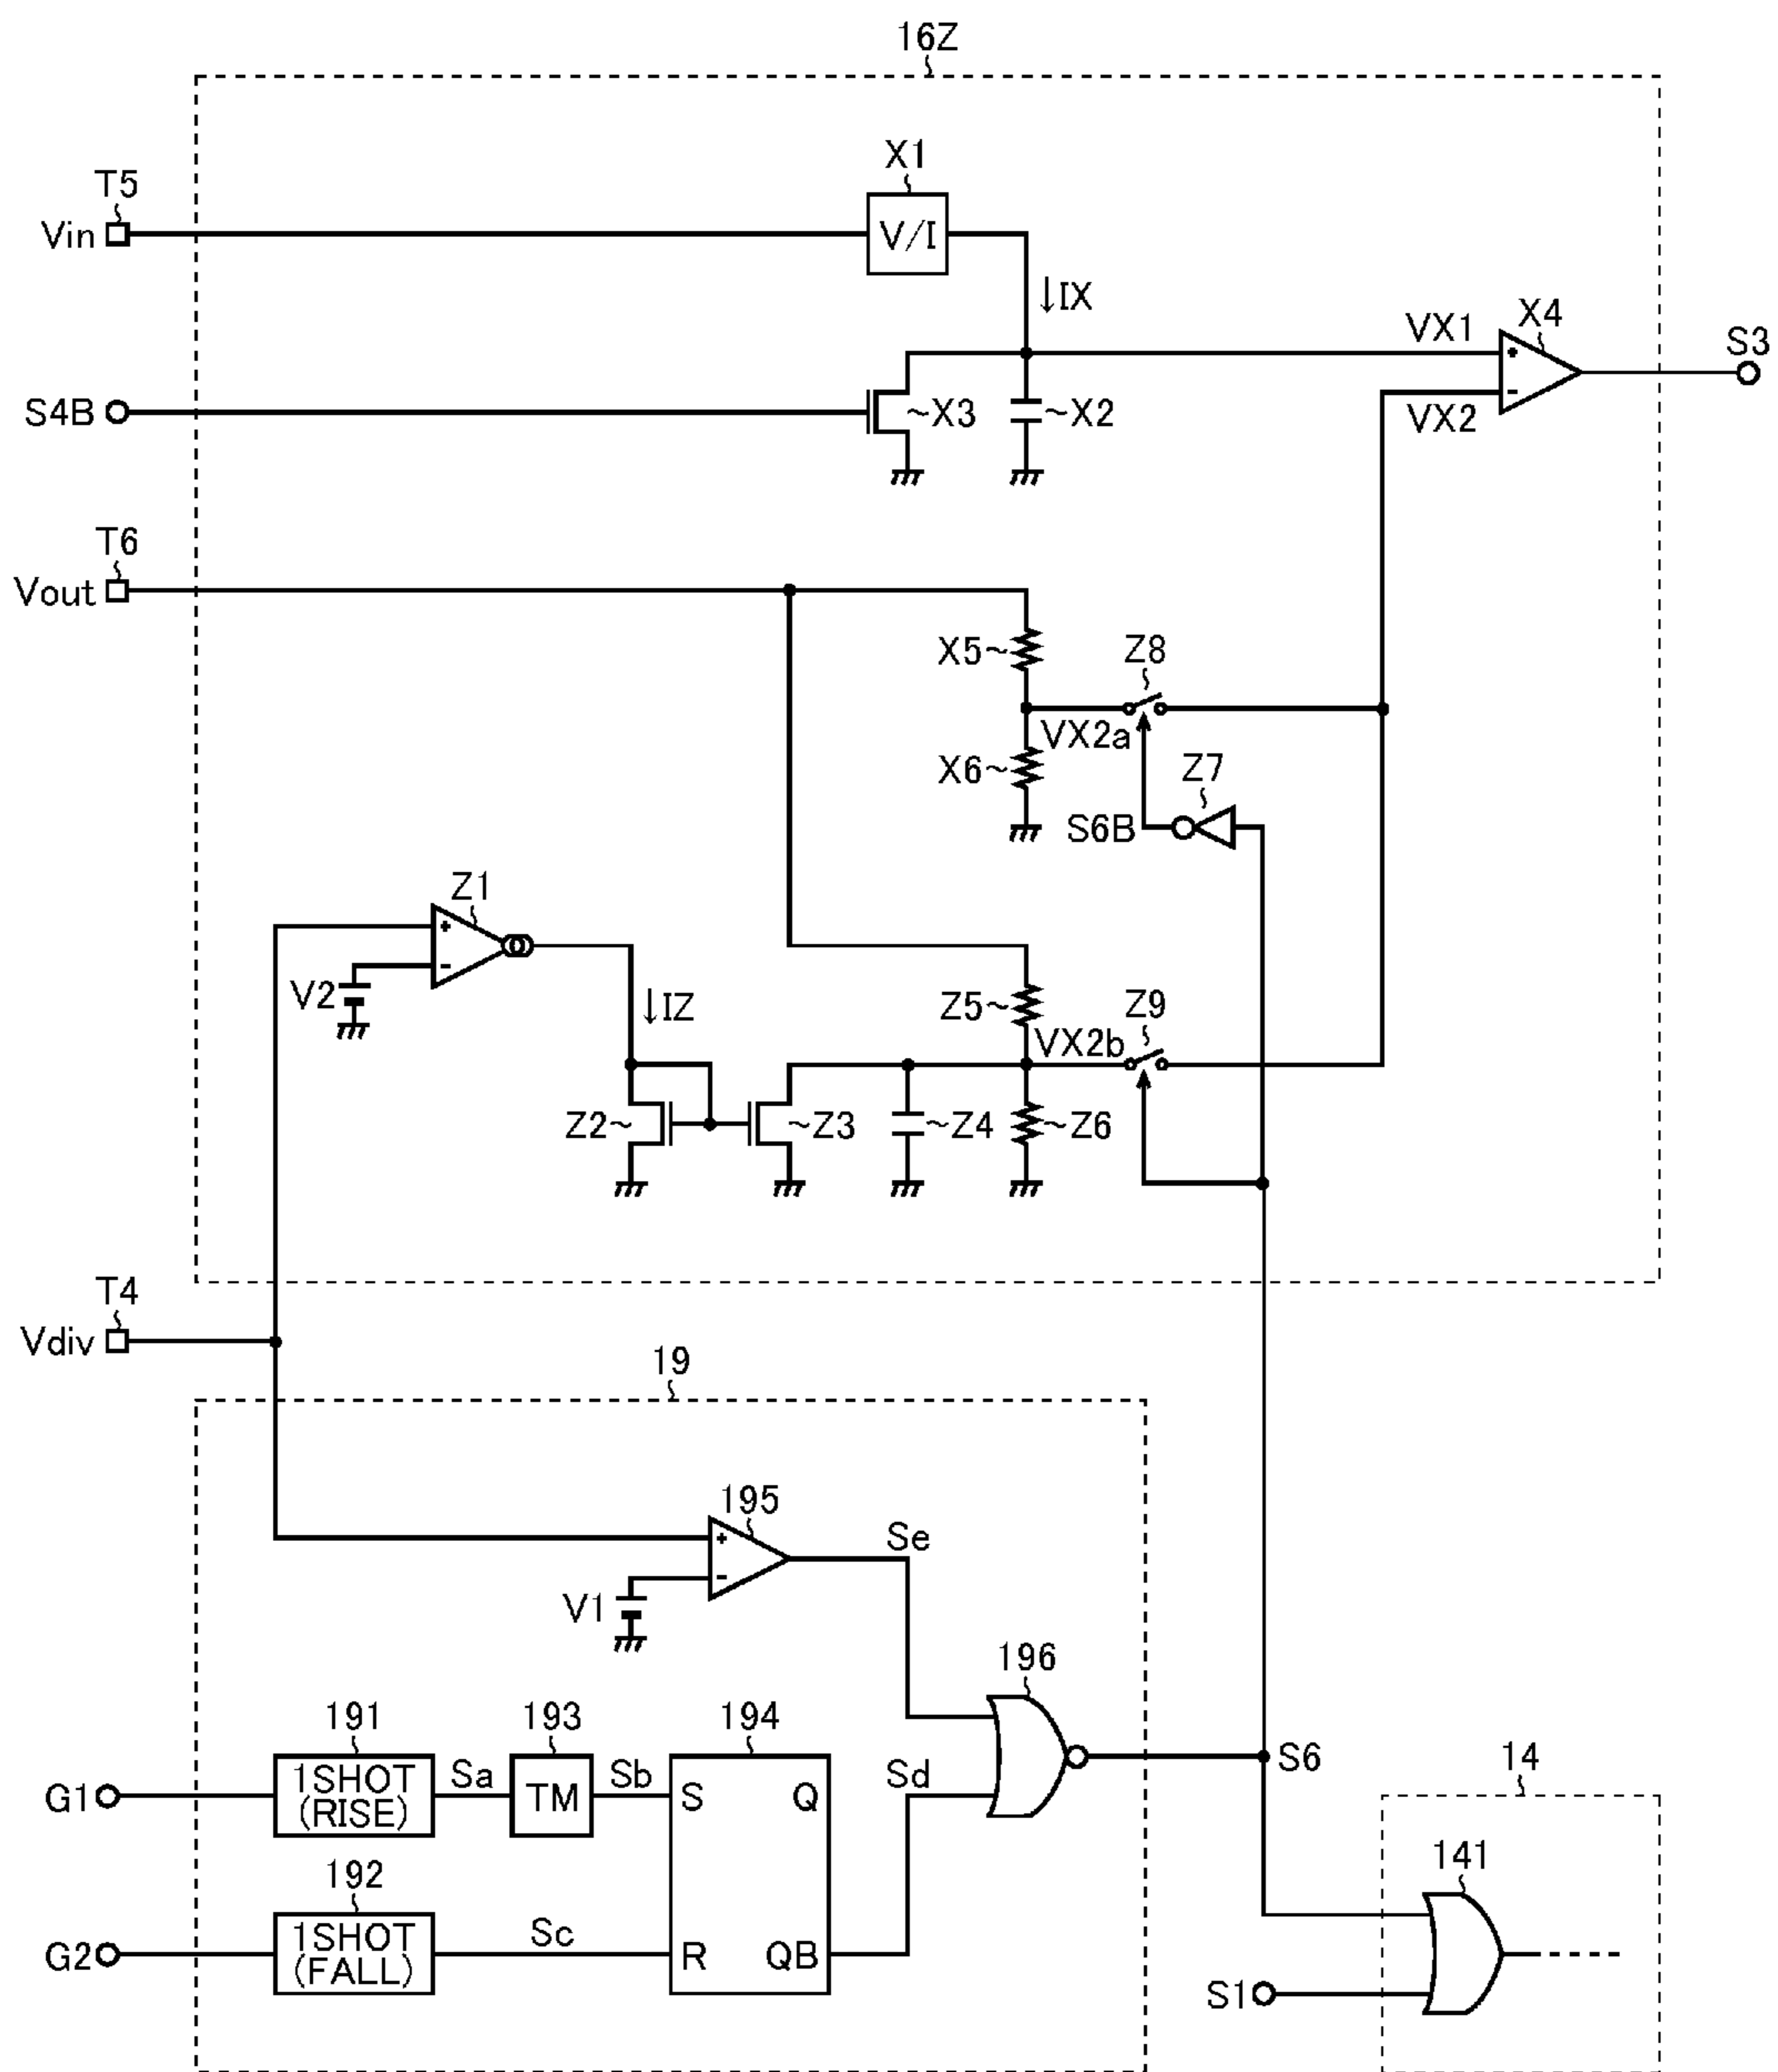 16Z
X1
T5
Vin
V/I
↓IX
VX1
X4
S3
+
-
S4B
~X3
~X2
VX2
T6
Vout
X5~
Z8
VX2a
X6~
Z7
S6B
Z1
+
-
V2
↓IZ
Z5~
Z9
VX2b
Z2~
~Z3
~Z4
~Z6
T4
Vdiv
19
195
+
-
Se
V1
196
191
193
194
1SHOT
(RISE)
Sa
TM
Sb
S
Q
Sd
G1
S6
14
192
1SHOT
(FALL)
Sc
R
QB
G2
141
S1